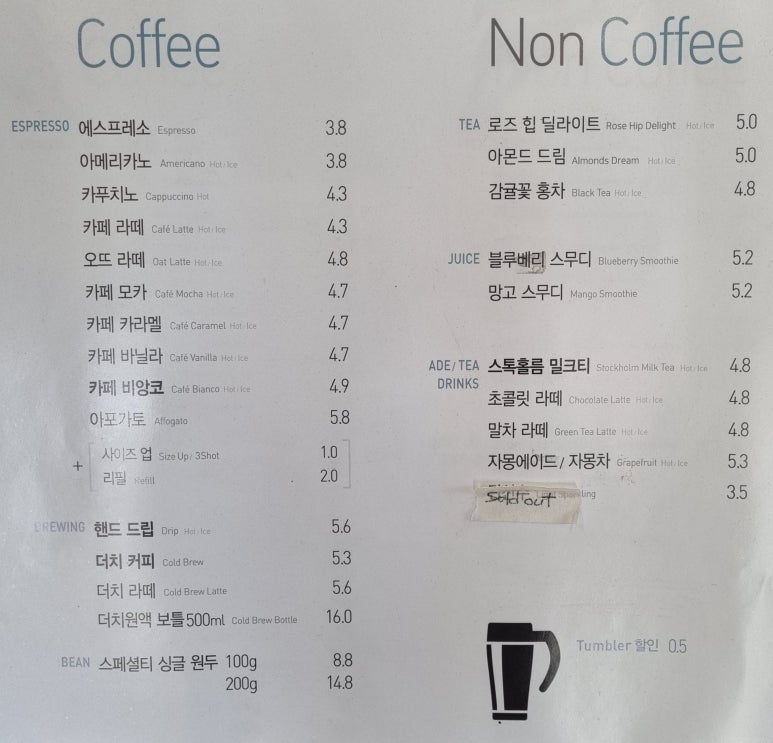 Coffee
ESPRESSO 에스프레소 Espresso 3.8
아메리카노 Americano Hot/Ice 3.8
카푸치노 Cappuccino Hot 4.3
카페 라떼 Café Latte Hot/Ice 4.3
오뜨 라떼 Oat Latte Hot/Ice 4.8
카페 모카 Café Mocha Hot/Ice 4.7
카페 카라멜 Café Caramel Hot/Ice 4.7
카페 바닐라 Café Vanilla Hot/Ice 4.7
카페 비앙코 Café Bianco Hot/Ice 4.9
아포가토 Affogato 5.8
+ 사이즈 업 Size Up/3Shot 1.0
리필 Refill 2.0
BREWING 핸드 드립 Drip Hot/Ice 5.6
더치 커피 Cold Brew 5.3
더치 라떼 Cold Brew Latte 5.6
더치원액 보틀500ml Cold Brew Bottle 16.0
BEAN 스페셜티 싱글 원두 100g 8.8
200g 14.8
Non Coffee
TEA 로즈 힙 딜라이트 Rose Hip Delight Hot/Ice 5.0
아몬드 드림 Almonds Dream Hot/Ice 5.0
감귤꽃 홍차 Black Tea Hot/Ice 4.8
JUICE 블루베리 스무디 Blueberry Smoothie 5.2
망고 스무디 Mango Smoothie 5.2
ADE/TEA 스톡홀름 밀크티 Stockholm Milk Tea Hot/Ice 4.8
DRINKS 초콜릿 라떼 Chocolate Latte Hot/Ice 4.8
말차 라떼 Green Tea Latte Hot/Ice 4.8
자몽에이드/자몽차 Grapefruit Hot/Ice 5.3
Sold out 3.5
Tumbler 할인 0.5